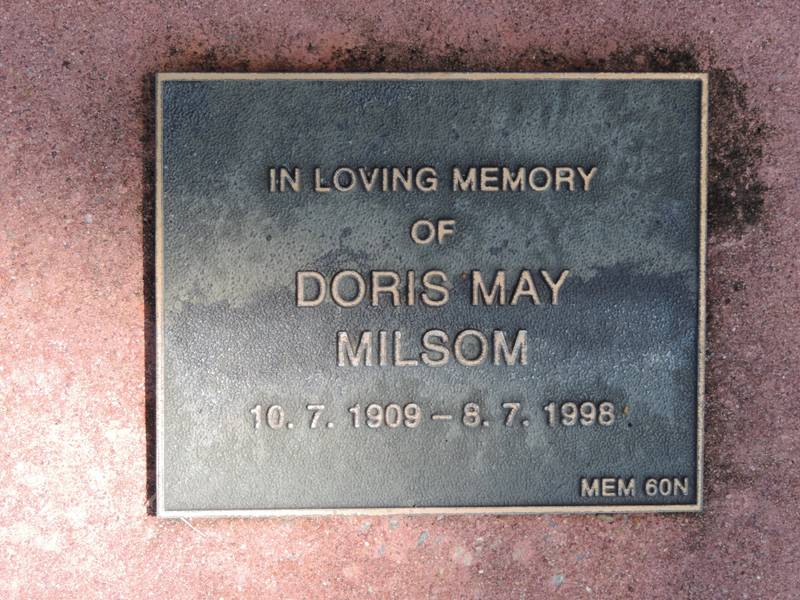 IN LOVING MEMORY
OF
DORIS MAY
MILSOM
10. 7. 1909 – 8. 7. 1998
MEM 60N